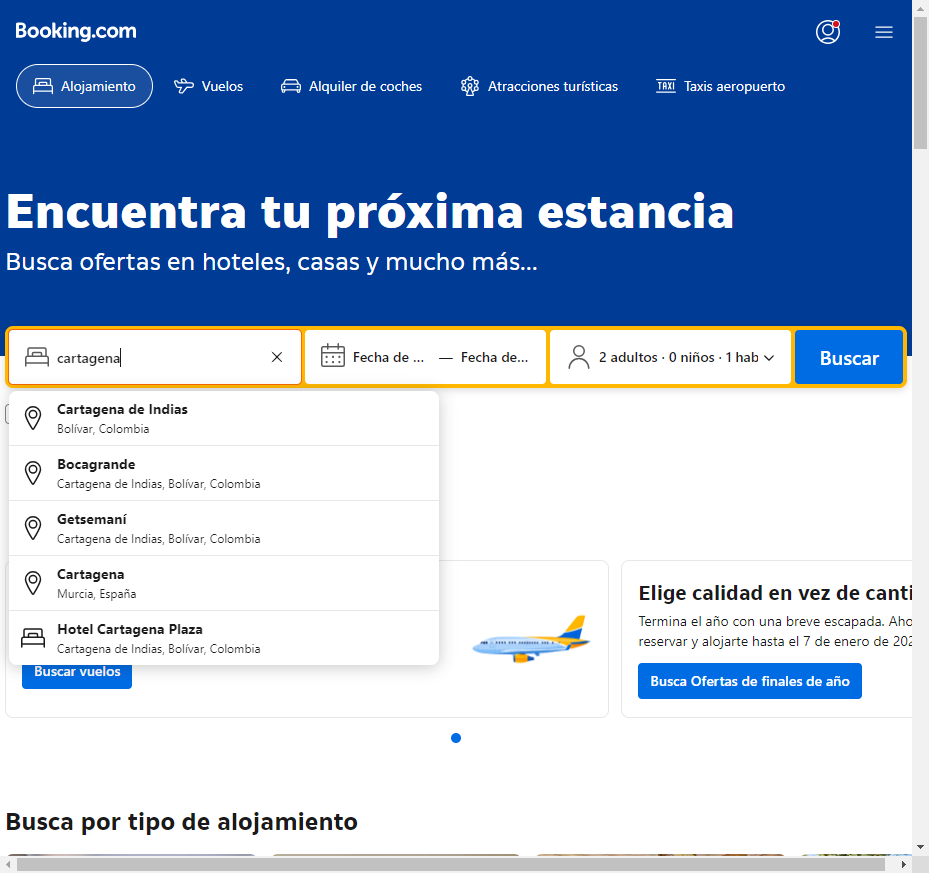 Booking.com
Alojamiento
Vuelos
Alquiler de coches
Atracciones turísticas
TAXI
Taxis aeropuerto
Encuentra tu próxima estancia
Busca ofertas en hoteles, casas y mucho más...
cartagena
Fecha de ... — Fecha de...
2 adultos · 0 niños · 1 hab
Buscar
Cartagena de Indias
Bolívar, Colombia
Bocagrande
Cartagena de Indias, Bolívar, Colombia
Getsemaní
Cartagena de Indias, Bolívar, Colombia
Cartagena
Murcia, España
Hotel Cartagena Plaza
Cartagena de Indias, Bolívar, Colombia
Buscar vuelos
Elige calidad en vez de canti
Termina el año con una breve escapada. Aho
reservar y alojarte hasta el 7 de enero de 202
Busca Ofertas de finales de año
Busca por tipo de alojamiento